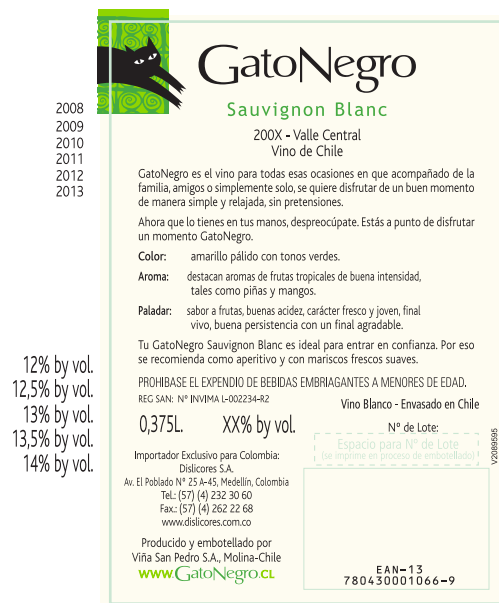 GatoNegro
Sauvignon Blanc
200X - Valle Central
Vino de Chile
2008
2009
2010
2011
2012
2013
GatoNegro es el vino para todas esas ocasiones en que acompañado de la
familia, amigos o simplemente solo, se quiere disfrutar de un buen momento
de manera simple y relajada, sin pretensiones.
Ahora que lo tienes en tus manos, despreocúpate. Estás a punto de disfrutar
un momento GatoNegro.
Color: amarillo pálido con tonos verdes.
Aroma: destacan aromas de frutas tropicales de buena intensidad,
tales como piñas y mangos.
Paladar: sabor a frutas, buenas acidez, carácter fresco y joven, final
vivo, buena persistencia con un final agradable.
Tu GatoNegro Sauvignon Blanc es ideal para entrar en confianza. Por eso
se recomienda como aperitivo y con mariscos frescos suaves.
12% by vol.
12,5% by vol.
13% by vol.
13,5% by vol.
14% by vol.
PROHIBASE EL EXPENDIO DE BEBIDAS EMBRIAGANTES A MENORES DE EDAD.
REG SAN: Nº INVIMA L-002234-R2
Vino Blanco - Envasado en Chile
0,375L. XX% by vol.
Nº de Lote:
Espacio para Nº de Lote
(se imprime en proceso de embotellado)
V2089595
Importador Exclusivo para Colombia:
Dislicores S.A.
Av. El Poblado Nº 25 A-45, Medellín, Colombia
Tel.: (57) (4) 232 30 60
Fax.: (57) (4) 262 22 68
www.dislicores.com.co
Producido y embotellado por
Viña San Pedro S.A., Molina-Chile
www.GatoNegro.CL
EAN-13
780430001066-9